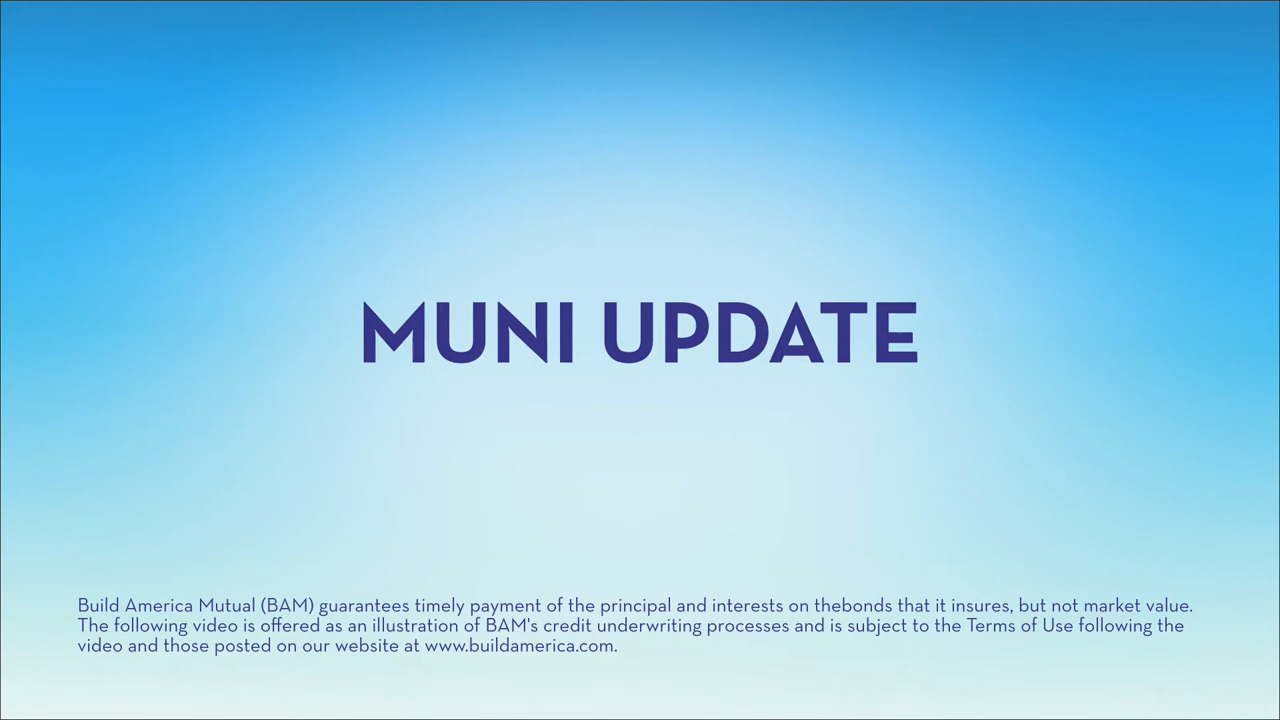 MUNI UPDATE
Build America Mutual (BAM) guarantees timely payment of the principal and interests on thebonds that it insures, but not market value.
The following video is offered as an illustration of BAM's credit underwriting processes and is subject to the Terms of Use following the
video and those posted on our website at www.buildamerica.com.